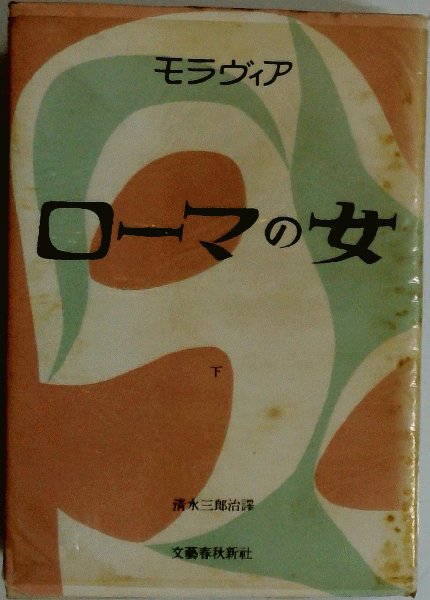 モラヴィア
ローマの女
下
清水三郎治譯
文藝春秋新社